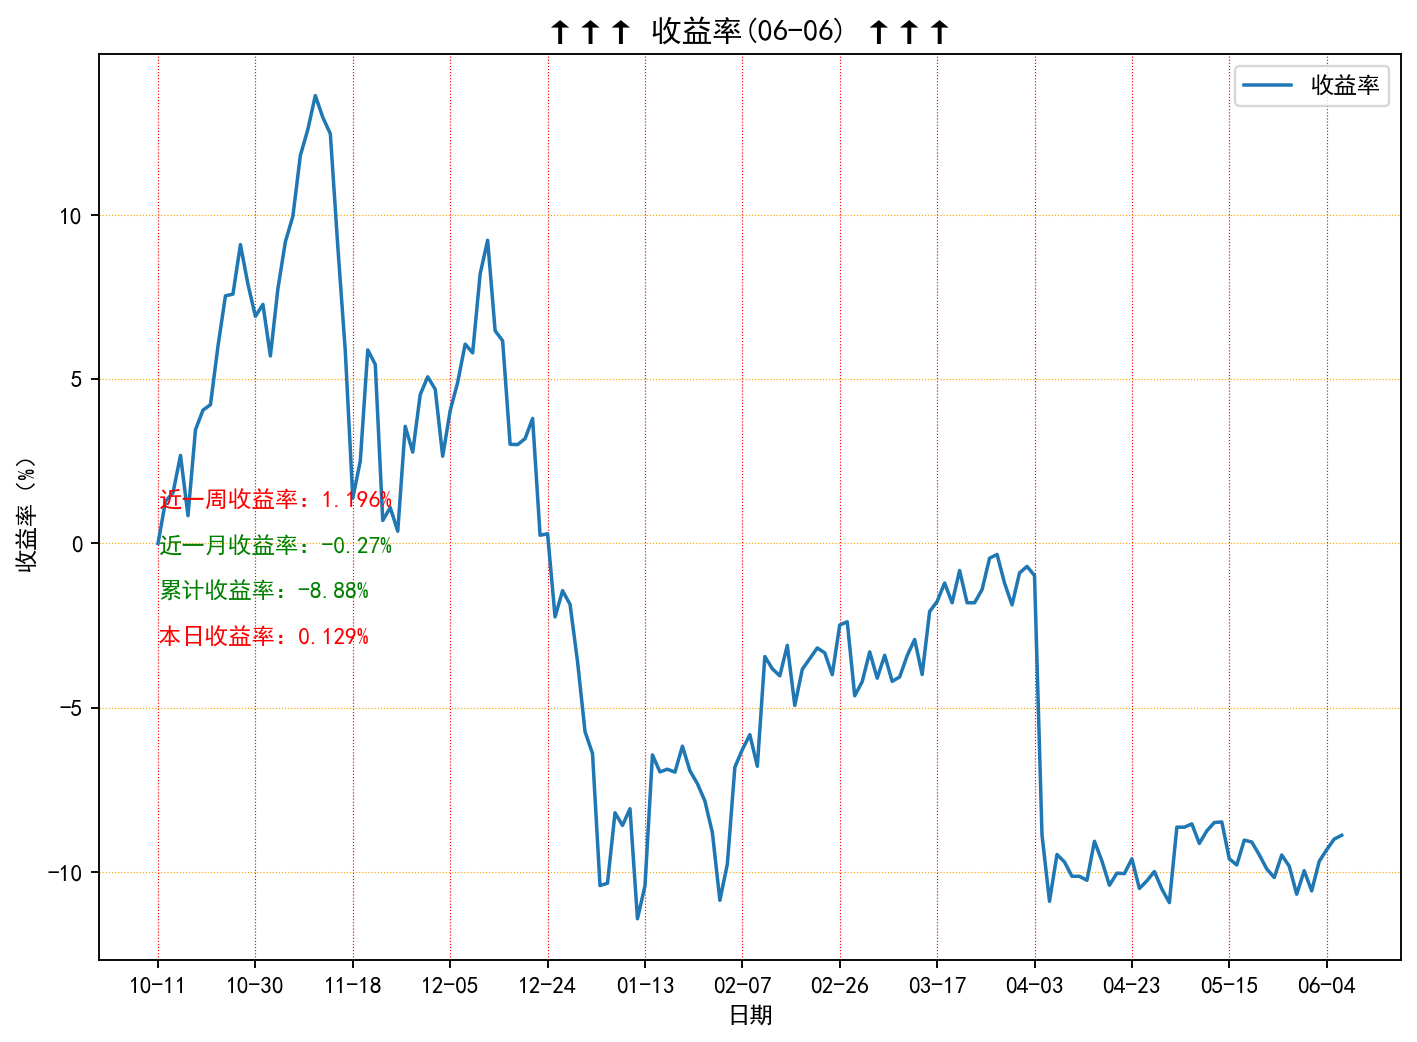 ↑↑↑ 收益率(06-06) ↑↑↑
收益率
10
5
0
-5
-10
收益率（%）
近一周收益率：1.196%
近一月收益率：-0.27%
累计收益率：-8.88%
本日收益率：0.129%
10-11 10-30 11-18 12-05 12-24 01-13 02-07 02-26 03-17 04-03 04-23 05-15 06-04
日期